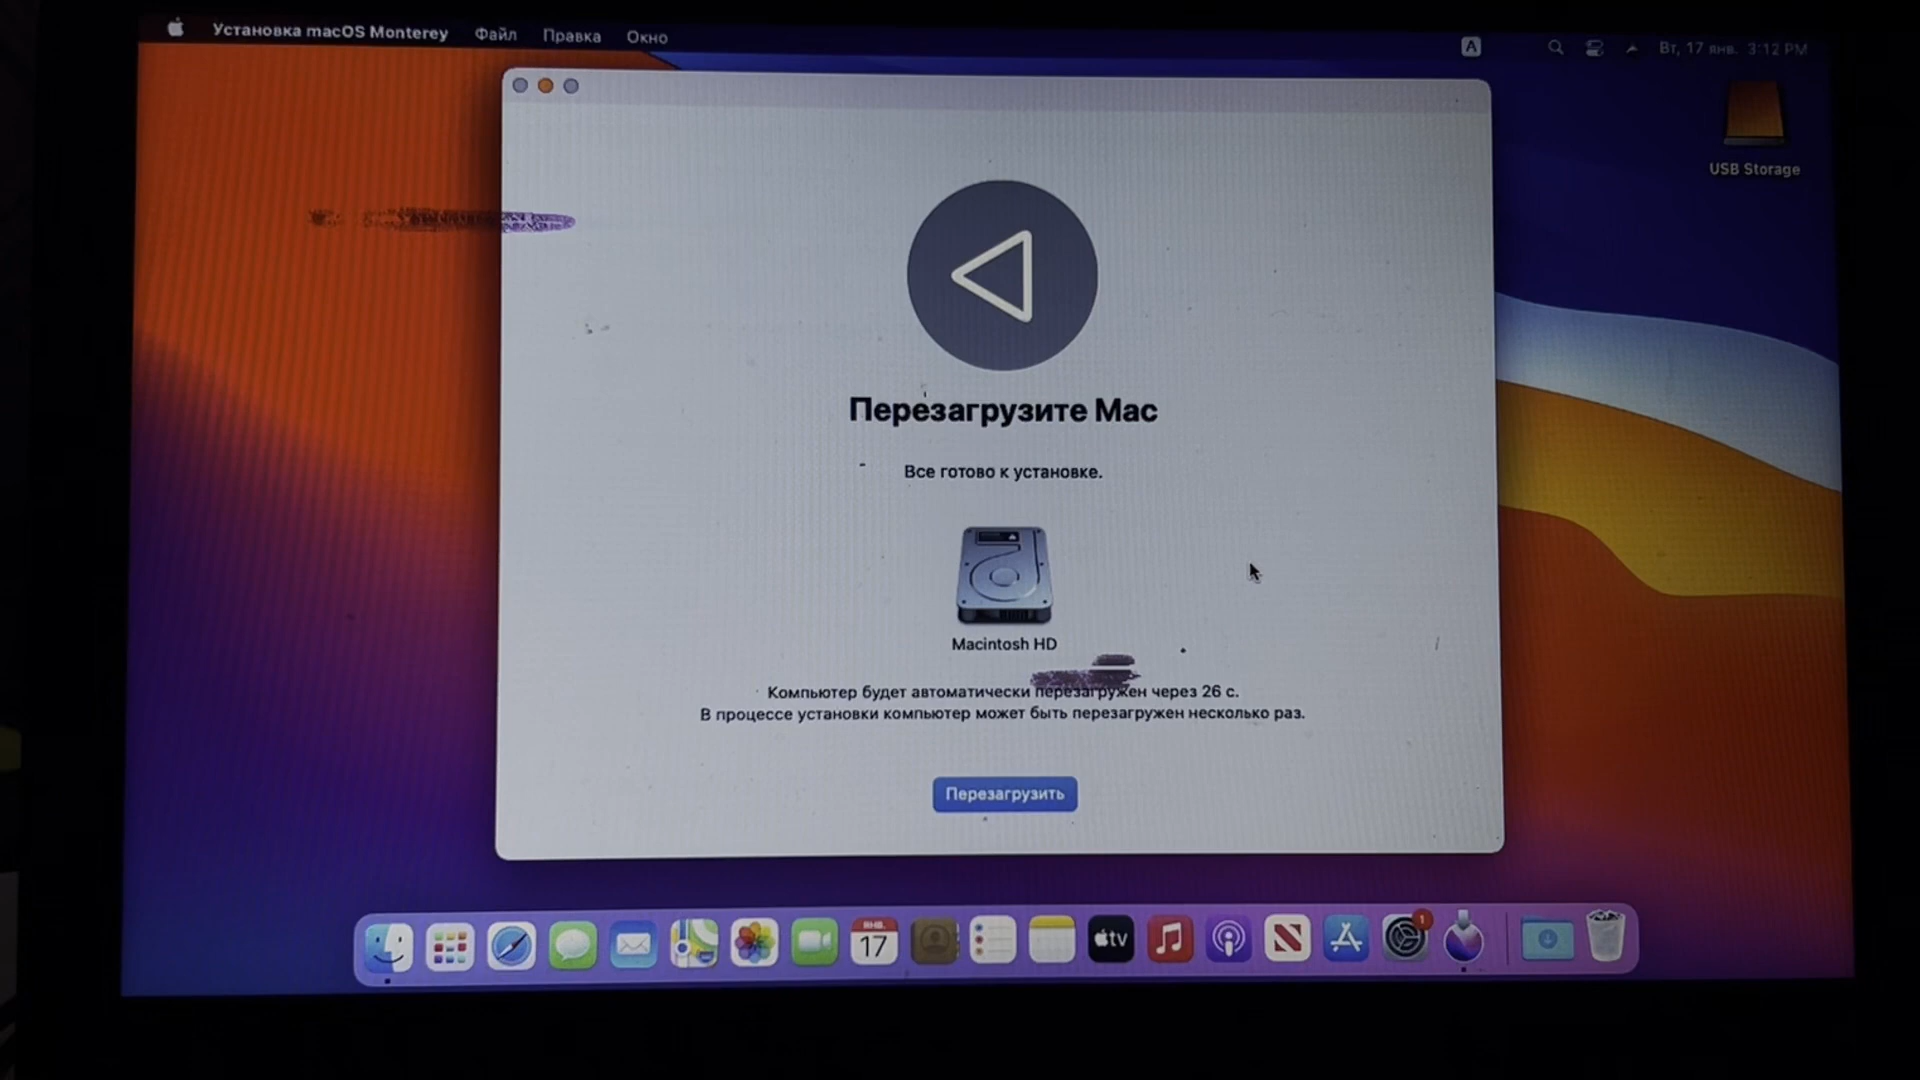 Установка macOS Monterey Файл Правка Окно
A
Вт, 17 янв. 3:12 PM
USB Storage
Перезагрузите Mac
Все готово к установке.
Macintosh HD
Компьютер будет автоматически перезагружен через 26 с.
В процессе установки компьютер может быть перезагружен несколько раз.
Перезагрузить
ЯНВ.
17
tv
1